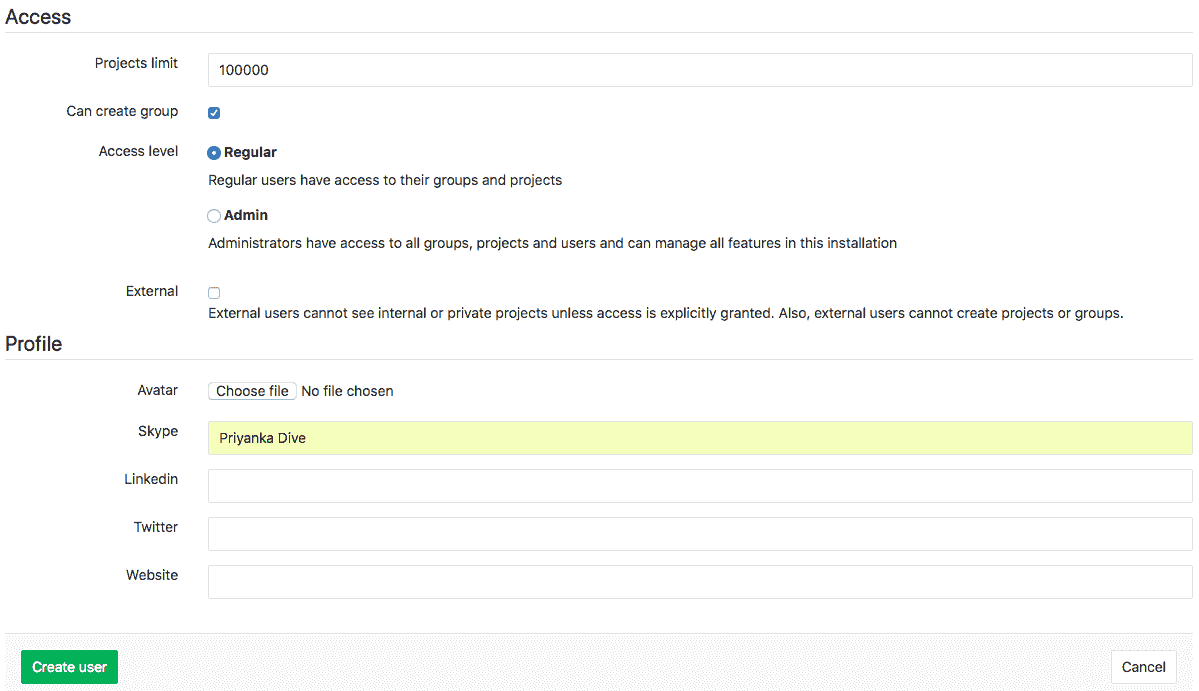 Access
Projects limit
100000
Can create group
Access level
Regular
Regular users have access to their groups and projects
Admin
Administrators have access to all groups, projects and users and can manage all features in this installation
External
External users cannot see internal or private projects unless access is explicitly granted. Also, external users cannot create projects or groups.
Profile
Avatar
Choose file No file chosen
Skype
Priyanka Dive
Linkedin
Twitter
Website
Create user
Cancel